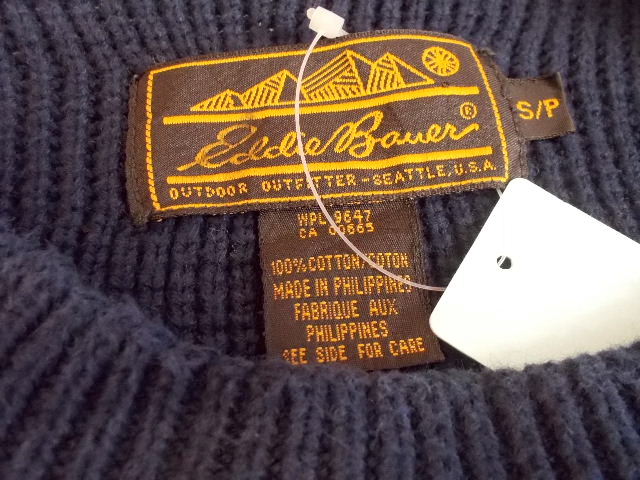 Eddie Bauer®
OUTDOOR OUTFITTER-SEATTLE, U.S.A.
S/P
WPL 9647
CA 00665
100% COTTON/COTON
MADE IN PHILIPPINES
FABRIQUE AUX
PHILIPPINES
SEE SIDE FOR CARE